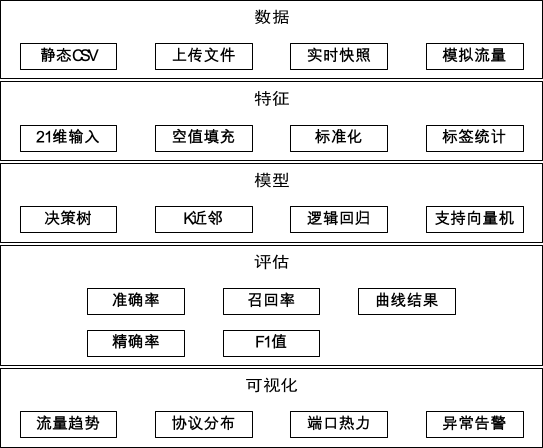 数据
静态CSV 上传文件 实时快照 模拟流量
特征
21维输入 空值填充 标准化 标签统计
模型
决策树 K近邻 逻辑回归 支持向量机
评估
准确率 召回率 曲线结果
精确率 F1值
可视化
流量趋势 协议分布 端口热力 异常告警